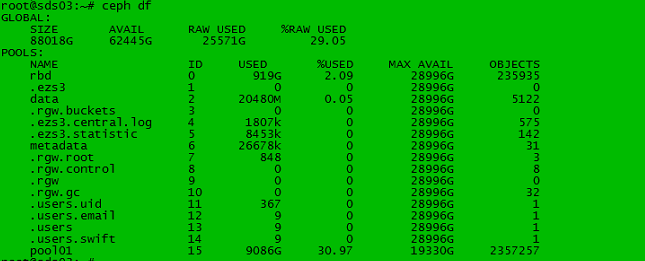 root@sds03:~# ceph df
GLOBAL:
    SIZE       AVAIL      RAW USED     %RAW USED
    88018G     62445G       25571G         29.05
POOLS:
    NAME                 ID     USED       %USED     MAX AVAIL     OBJECTS
    rbd                  0        919G      2.09        28996G      235935
    .ezs3                1           0         0        28996G           0
    data                 2      20480M      0.05        28996G        5122
    .rgw.buckets         3           0         0        28996G           0
    .ezs3.central.log    4       1807k         0        28996G         575
    .ezs3.statistic      5       8453k         0        28996G         142
    metadata             6      26678k         0        28996G          31
    .rgw.root            7         848         0        28996G           3
    .rgw.control         8           0         0        28996G           8
    .rgw                 9           0         0        28996G           0
    .rgw.gc              10          0         0        28996G          32
    .users.uid           11        367         0        28996G           1
    .users.email         12          9         0        28996G           1
    .users               13          9         0        28996G           1
    .users.swift         14          9         0        28996G           1
    pool01               15      9086G     30.97        19330G     2357257
root@sds03:~#